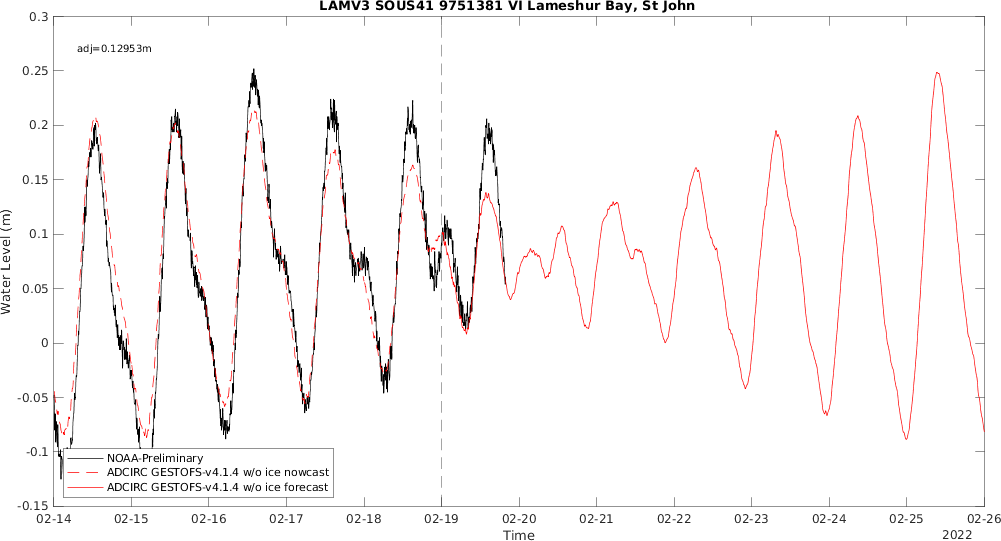 LAMV3 SOUS41 9751381 VI Lameshur Bay, St John
adj=0.12953m
0.3
0.25
0.2
0.15
0.1
0.05
0
-0.05
-0.1
-0.15
Water Level (m)
NOAA-Preliminary
ADCIRC GESTOFS-v4.1.4 w/o ice nowcast
ADCIRC GESTOFS-v4.1.4 w/o ice forecast
02-14 02-15 02-16 02-17 02-18 02-19 02-20 02-21 02-22 02-23 02-24 02-25 02-26
Time
2022